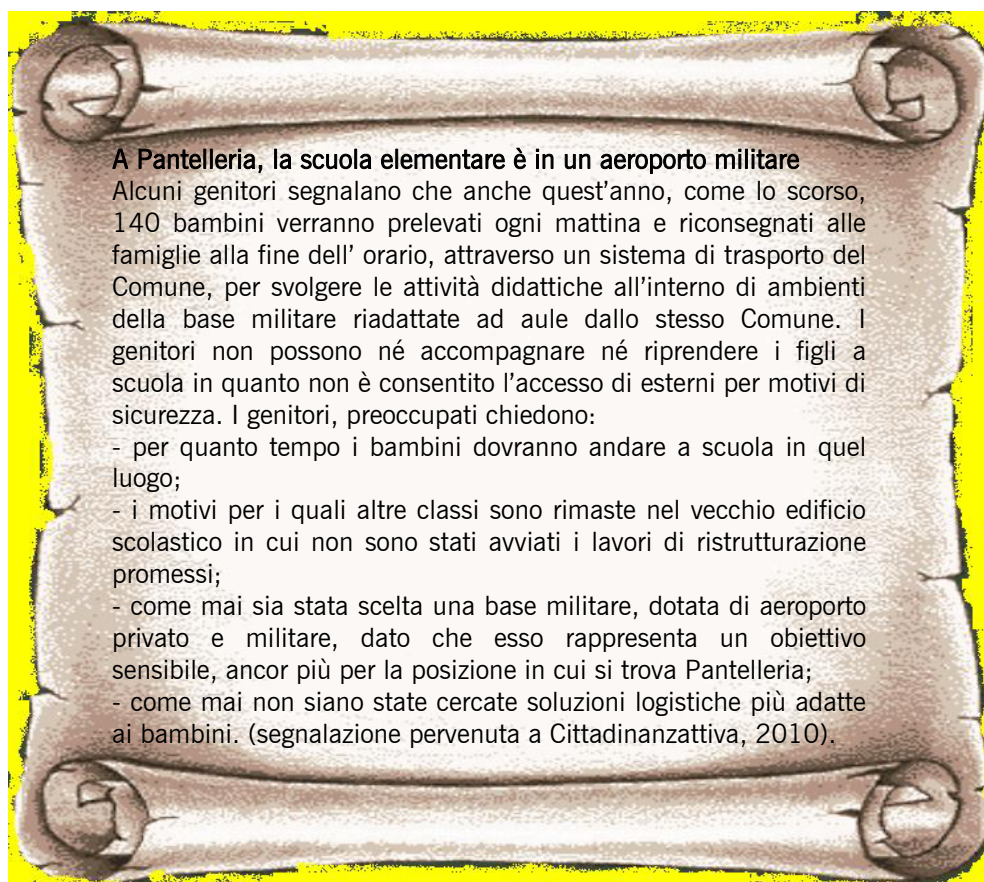 A Pantelleria, la scuola elementare è in un aeroporto militare
Alcuni genitori segnalano che anche quest'anno, come lo scorso,
140 bambini verranno prelevati ogni mattina e riconsegnati alle
famiglie alla fine dell' orario, attraverso un sistema di trasporto del
Comune, per svolgere le attività didattiche all'interno di ambienti
della base militare riadattate ad aule dallo stesso Comune. I
genitori non possono né accompagnare né riprendere i figli a
scuola in quanto non è consentito l'accesso di esterni per motivi di
sicurezza. I genitori, preoccupati chiedono:
- per quanto tempo i bambini dovranno andare a scuola in quel
luogo;
- i motivi per i quali altre classi sono rimaste nel vecchio edificio
scolastico in cui non sono stati avviati i lavori di ristrutturazione
promessi;
- come mai sia stata scelta una base militare, dotata di aeroporto
privato e militare, dato che esso rappresenta un obiettivo
sensibile, ancor più per la posizione in cui si trova Pantelleria;
- come mai non siano state cercate soluzioni logistiche più adatte
ai bambini. (segnalazione pervenuta a Cittadinanzattiva, 2010).